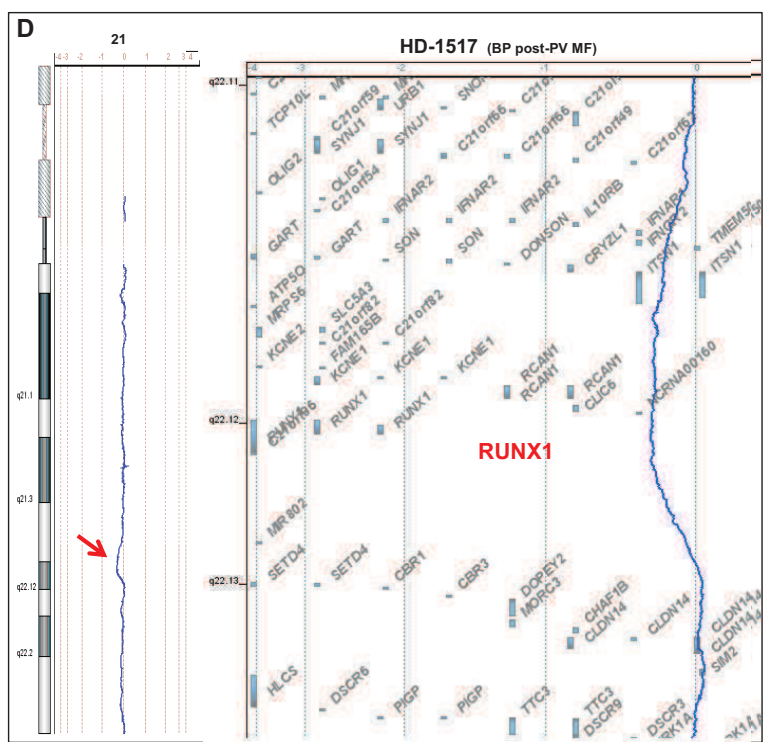 D
21
HD-1517 (BP post-PV MF)
-4 -3 -2 -1 0 1 2 3 4
-4 -3 -2 -1 0
q22.11
TCP10L C21orf59 SYNJ1 URB1 SYNJ1 C21orf66 C21orf66 C21orf49
OLIG2 OLIG1 C21orf54 IFNAR2 IFNAR2 IFNAR2 IL10RB
GART GART SON SON DONSON CRYZL1 ITSN1 ITSN1
ATP5O MRPS6 SLC5A3 C21orf82 FAM165B C21orf82
KCNE2 KCNE1 KCNE1 KCNE1 RCAN1 RCAN1 RCAN1 CLIC6 NCRNA00160
q21.1
q22.12
RUNX1 RUNX1 RUNX1
RUNX1
q21.3
MIR802
q22.13
SETD4 SETD4 CBR1 CBR3 DOPEY2 MORC3 CHAF1B CLDN14 CLDN14 CLDN14 CLDN14
q22.12
SIM2
q22.2
HLCS DSCR6 PIGP PIGP TTC3 TTC3 DSCR9 DSCR3